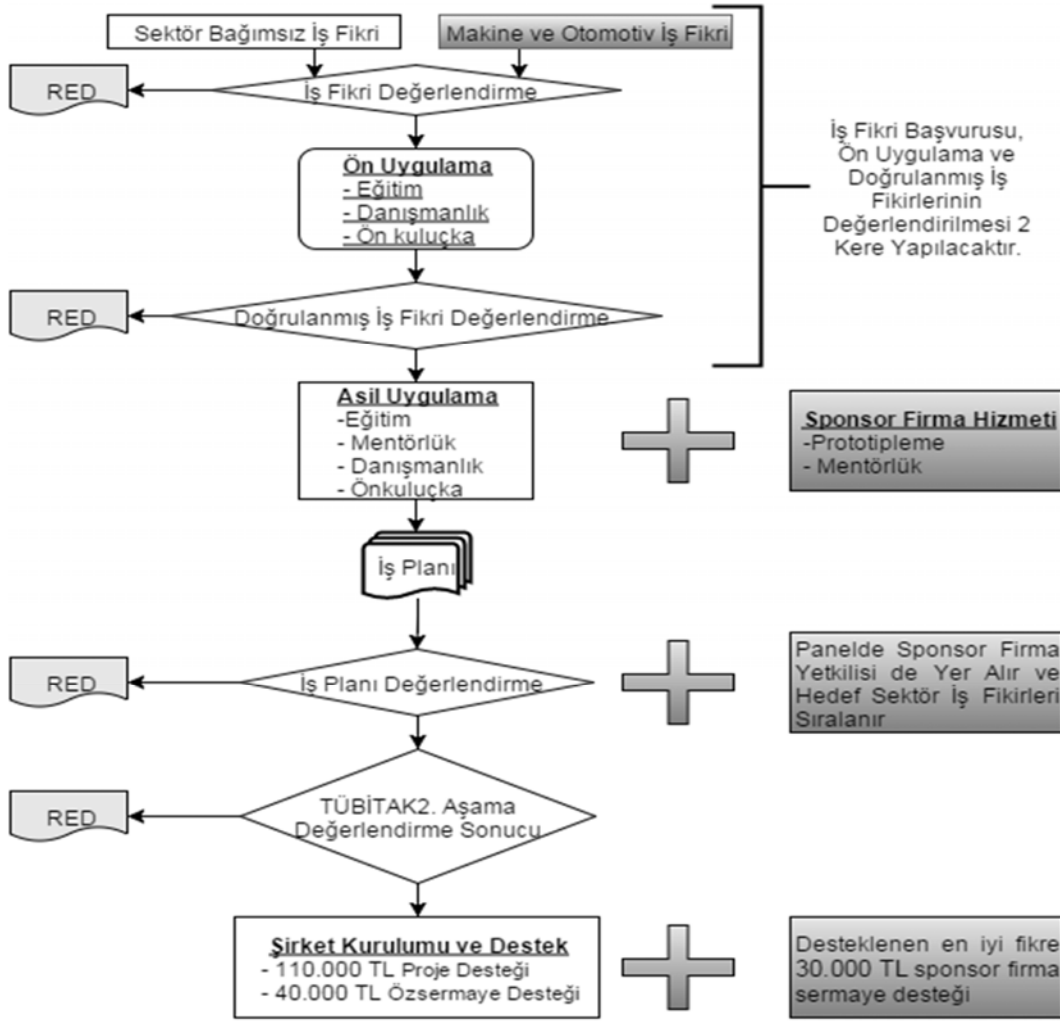 Sektör Bağımsız İş Fikri
Makine ve Otomotiv İş Fikri
RED
İş Fikri Değerlendirme
Ön Uygulama
- Eğitim
- Danışmanlık
- Ön kuluçka
İş Fikri Başvurusu,
Ön Uygulama ve
Doğrulanmış İş
Fikirlerinin
Değerlendirilmesi 2
Kere Yapılacaktır.
RED
Doğrulanmış İş Fikri Değerlendirme
Asil Uygulama
-Eğitim
- Mentörlük
- Danışmanlık
- Önkuluçka
Sponsor Firma Hizmeti
-Prototipleme
- Mentörlük
İş Planı
RED
İş Planı Değerlendirme
Panelde Sponsor Firma
Yetkilisi de Yer Alır ve
Hedef Sektör İş Fikirleri
Sıralanır
RED
TÜBİTAK2. Aşama
Değerlendirme Sonucu
Şirket Kurulumu ve Destek
- 110.000 TL Proje Desteği
- 40.000 TL Özsermaye Desteği
Desteklenen en iyi fikre
30.000 TL sponsor firma
sermaye desteği